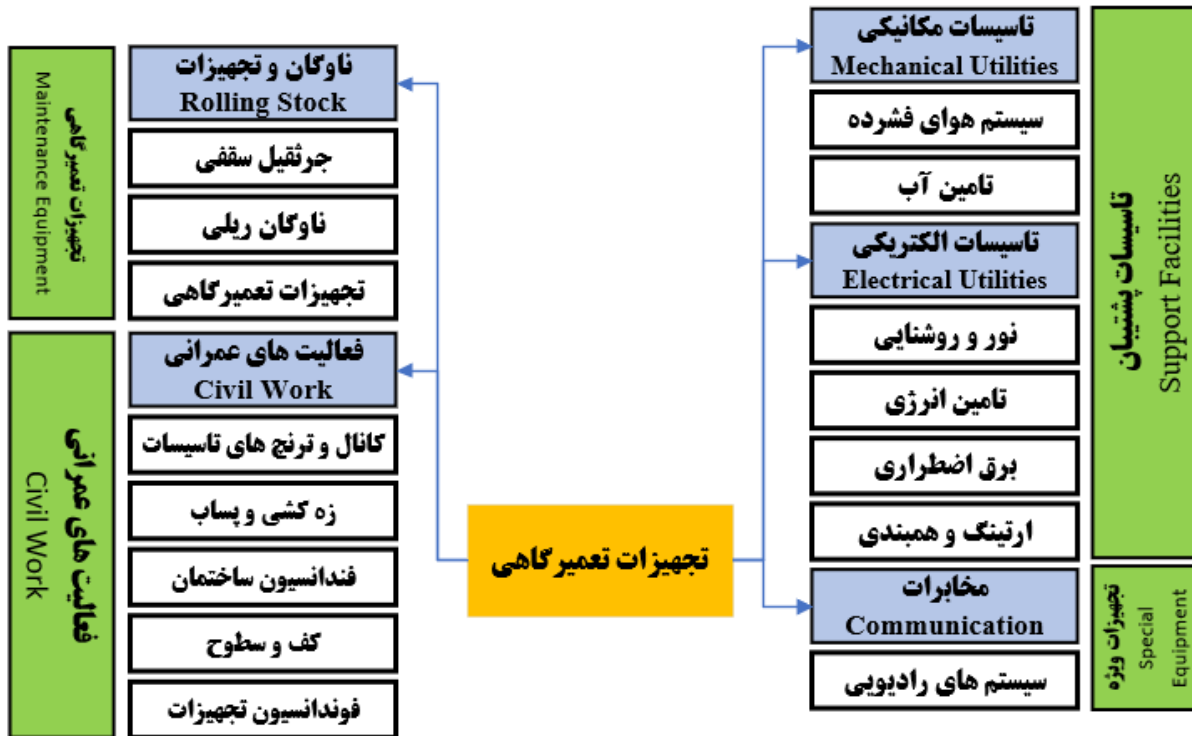 تاسیسات پشتیبان
Support Facilities
تاسیسات مکانیکی
Mechanical Utilities
سیستم هوای فشرده
تامین آب
تاسیسات الکتریکی
Electrical Utilities
نور و روشنایی
تامین انرژی
برق اضطراری
ارتینگ و همبندی
تجهیزات ویژه
Special
Equipment
مخابرات
Communication
سیستم های رادیویی
تجهیزات تعمیرگاهی
ناوگان و تجهیزات
Rolling Stock
جرثقیل سقفی
ناوگان ریلی
تجهیزات تعمیرگاهی
تجهیزات تعمیرگاهی
Maintenance Equipment
فعالیت های عمرانی
Civil Work
کانال و ترنچ های تاسیسات
زه کشی و پساب
فندانسیون ساختمان
کف و سطوح
فوندانسیون تجهیزات
فعالیت های عمرانی
Civil Work